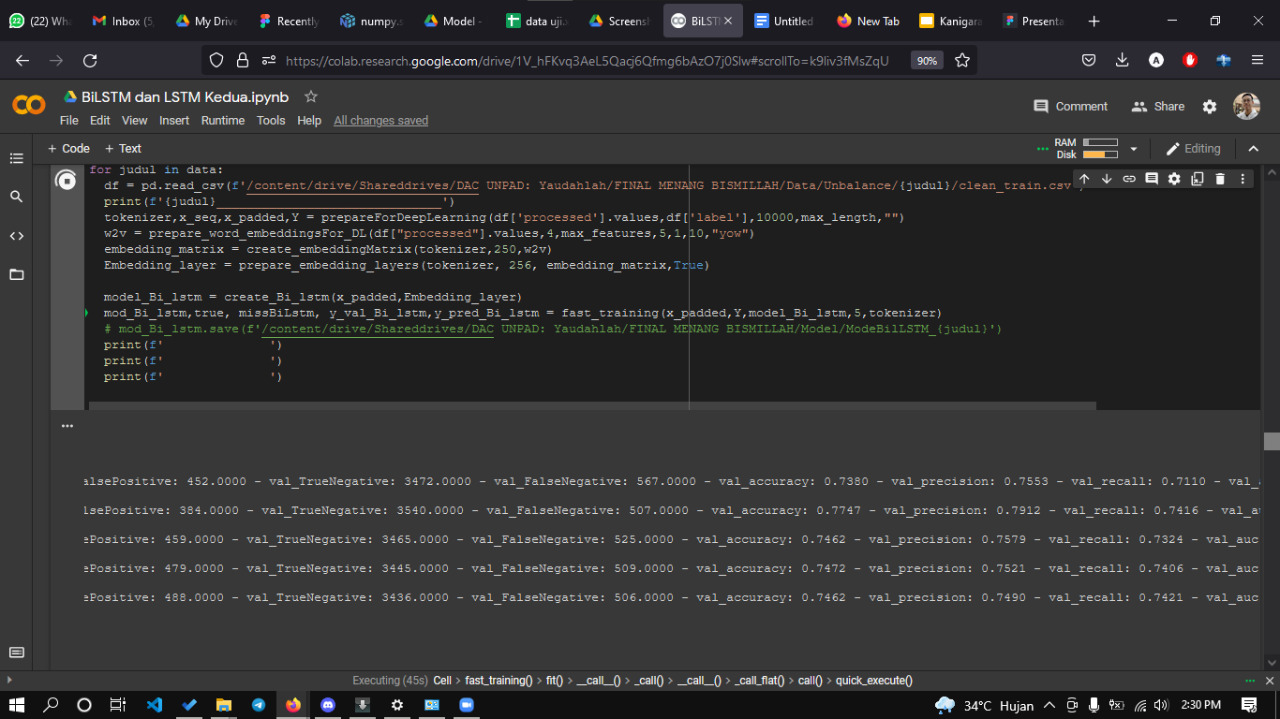 (22) Wha
Inbox (5,
My Drive
Recently
numpy.s
Model -
data uji.
Screensh
BiLSTM
Untitled
New Tab
Kanigara
Presenta
https://colab.research.google.com/drive/1V_hFKvq3AeL5Qacj6Qfmg6bAzO7j0Slw#scrollTo=k9liv3fMsZqU
90%
BiLSTM dan LSTM Kedua.ipynb
Comment
Share
File Edit View Insert Runtime Tools Help All changes saved
+ Code + Text
RAM
Disk
Editing
for judul in data:
df = pd.read_csv(f'/content/drive/Shareddrives/DAC UNPAD: Yaudahlah/FINAL MENANG BISMILLAH/Data/Unbalance/{judul}/clean_train.csv')
print(f'{judul}______________________________')
tokenizer,x_seq,x_padded,Y = prepareForDeepLearning(df['processed'].values,df['label'],10000,max_length,"")
w2v = prepare_word_embeddingsFor_DL(df["processed"].values,4,max_features,5,1,10,"yow")
embedding_matrix = create_embeddingMatrix(tokenizer,250,w2v)
Embedding_layer = prepare_embedding_layers(tokenizer, 256, embedding_matrix,True)
model_Bi_lstm = create_Bi_lstm(x_padded,Embedding_layer)
mod_Bi_lstm,true, missBiLstm, y_val_Bi_lstm,y_pred_Bi_lstm = fast_training(x_padded,Y,model_Bi_lstm,5,tokenizer)
# mod_Bi_lstm.save(f'/content/drive/Shareddrives/DAC UNPAD: Yaudahlah/FINAL MENANG BISMILLAH/Model/ModeBilLSTM_{judul}')
print(f' ')
print(f' ')
print(f' ')
alsePositive: 452.0000 - val_TrueNegative: 3472.0000 - val_FalseNegative: 567.0000 - val_accuracy: 0.7380 - val_precision: 0.7553 - val_recall: 0.7110 - val_
lsePositive: 384.0000 - val_TrueNegative: 3540.0000 - val_FalseNegative: 507.0000 - val_accuracy: 0.7747 - val_precision: 0.7912 - val_recall: 0.7416 - val_au
ePositive: 459.0000 - val_TrueNegative: 3465.0000 - val_FalseNegative: 525.0000 - val_accuracy: 0.7462 - val_precision: 0.7579 - val_recall: 0.7324 - val_auc
ePositive: 479.0000 - val_TrueNegative: 3445.0000 - val_FalseNegative: 509.0000 - val_accuracy: 0.7472 - val_precision: 0.7521 - val_recall: 0.7406 - val_auc
ePositive: 488.0000 - val_TrueNegative: 3436.0000 - val_FalseNegative: 506.0000 - val_accuracy: 0.7462 - val_precision: 0.7490 - val_recall: 0.7421 - val_auc
Executing (45s) Cell > fast_training() > fit() > __call__() > _call() > __call__() > _call_flat() > call() > quick_execute()
34°C Hujan
2:30 PM